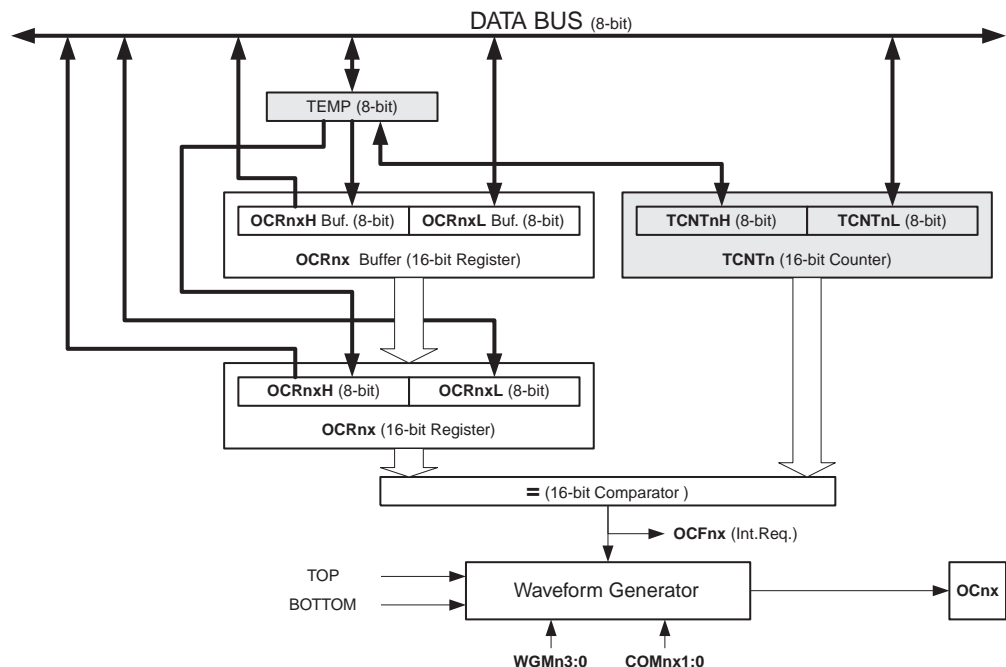 DATA BUS (8-bit)
TEMP (8-bit)
OCRnxH Buf. (8-bit)
OCRnxL Buf. (8-bit)
OCRnx Buffer (16-bit Register)
TCNTnH (8-bit)
TCNTnL (8-bit)
TCNTn (16-bit Counter)
OCRnxH (8-bit)
OCRnxL (8-bit)
OCRnx (16-bit Register)
= (16-bit Comparator )
OCFnx (Int.Req.)
TOP
BOTTOM
Waveform Generator
OCnx
WGMn3:0
COMnx1:0